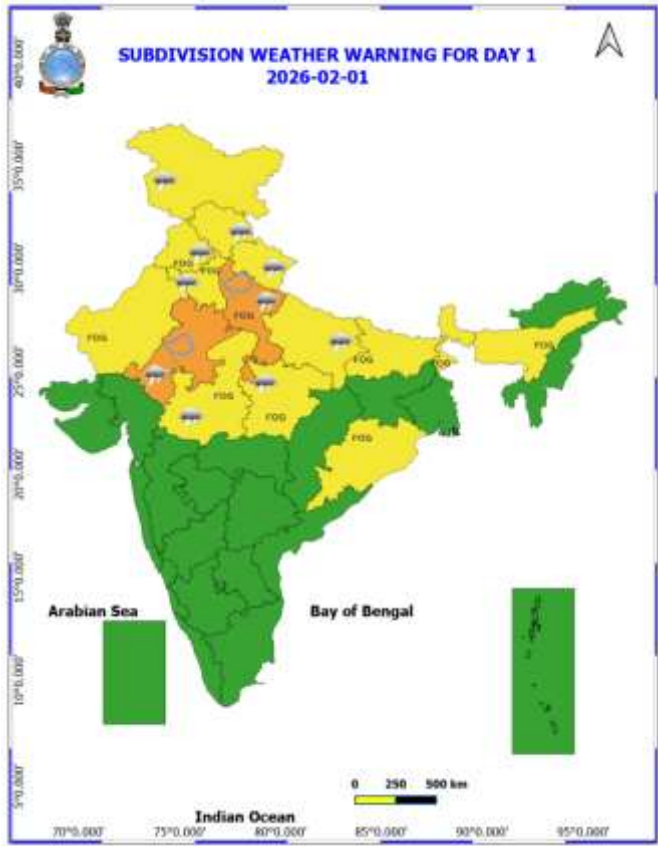 SUBDIVISION WEATHER WARNING FOR DAY 1
2026-02-01
40°0.000'
35°0.000'
30°0.000'
25°0.000'
20°0.000'
15°0.000'
10°0.000'
5°0.000'
FOG
FOG
FOG
FOG
FOG
FOG
FOG
FOG
FOG
FOG
Arabian Sea
Bay of Bengal
0 250 500 km
Indian Ocean
70°0.000' 75°0.000' 80°0.000' 85°0.000' 90°0.000' 95°0.000'